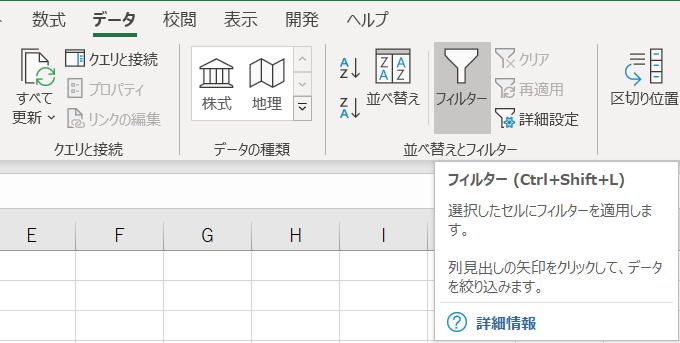 数式 データ 校閲 表示 開発 ヘルプ
すべて
更新
クエリと接続
プロパティ
リンクの編集
クエリと接続
株式 地理
データの種類
A
Z
Z
A
Z A
A Z
並べ替え
フィルター
クリア
再適用
詳細設定
並べ替えとフィルター
区切り位置
フィルター (Ctrl+Shift+L)
選択したセルにフィルターを適用しま
す。
列見出しの矢印をクリックして、データ
を絞り込みます。
詳細情報
E F G H I